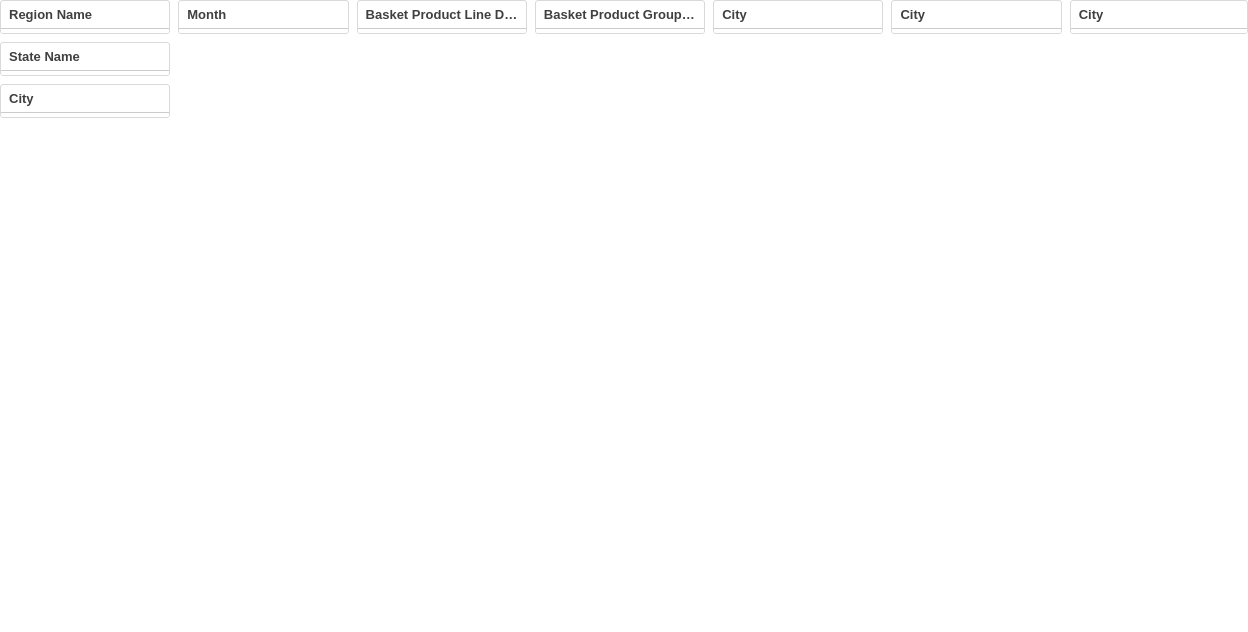 Region Name
Month
Basket Product Line D…
Basket Product Group…
City
City
City
State Name
City